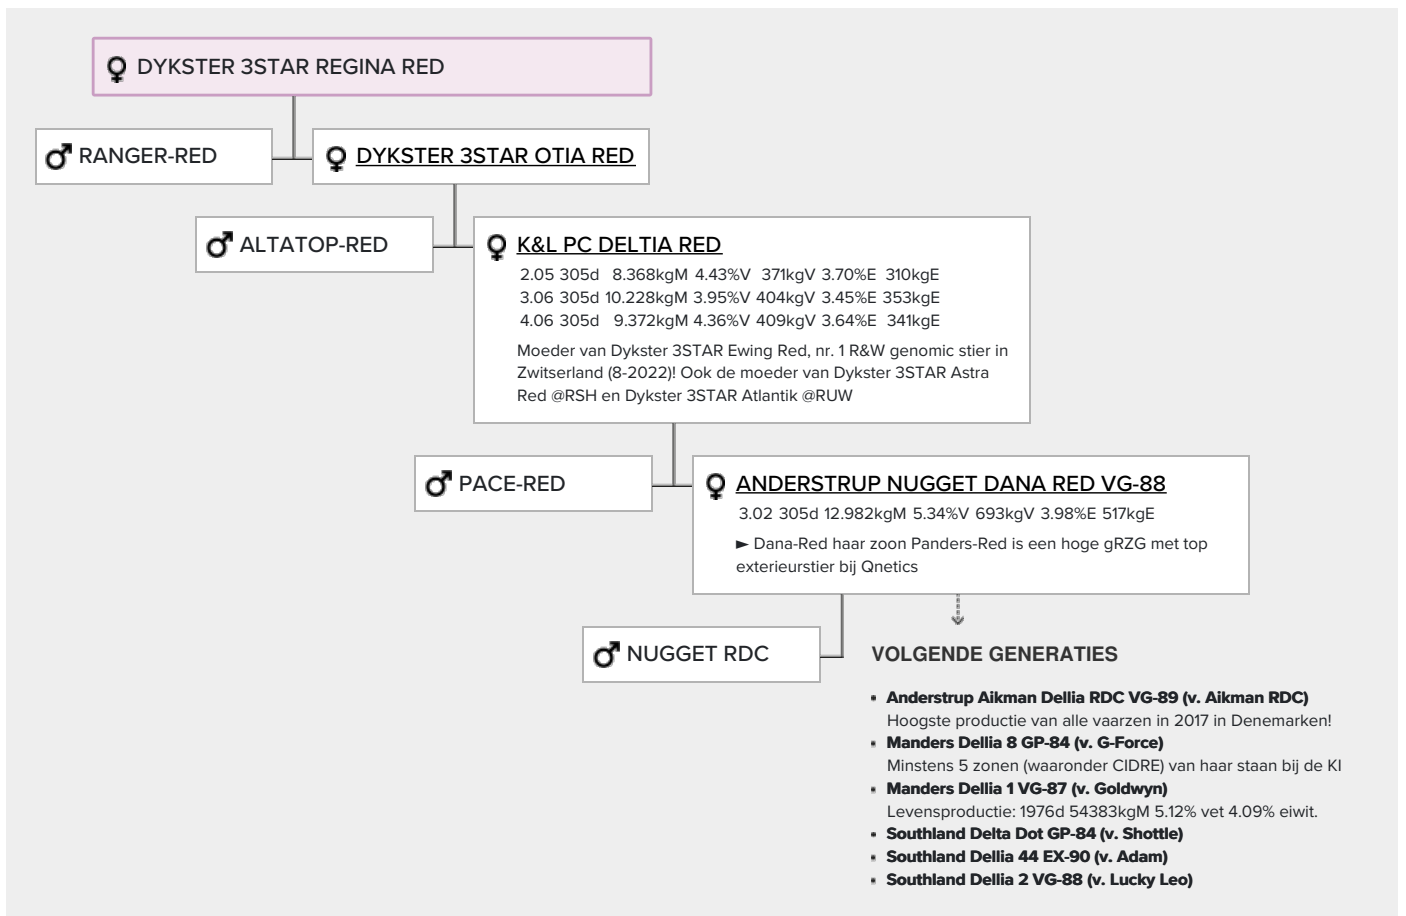 DYKSTER 3STAR REGINA RED
RANGER-RED
DYKSTER 3STAR OTIA RED
ALTATOP-RED
K&L PC DELTIA RED
2.05 305d 8.368kgM 4.43%V 371kgV 3.70%E 310kgE
3.06 305d 10.228kgM 3.95%V 404kgV 3.45%E 353kgE
4.06 305d 9.372kgM 4.36%V 409kgV 3.64%E 341kgE
Moeder van Dykster 3STAR Ewing Red, nr. 1 R&W genomic stier in
Zwitserland (8-2022)! Ook de moeder van Dykster 3STAR Astra
Red @RSH en Dykster 3STAR Atlantik @RUW
PACE-RED
ANDERSTRUP NUGGET DANA RED VG-88
3.02 305d 12.982kgM 5.34%V 693kgV 3.98%E 517kgE
► Dana-Red haar zoon Panders-Red is een hoge gRZG met top
exterieurstier bij Qnetics
NUGGET RDC
VOLGENDE GENERATIES
Anderstrup Aikman Dellia RDC VG-89 (v. Aikman RDC)
Hoogste productie van alle vaarzen in 2017 in Denemarken!
Manders Dellia 8 GP-84 (v. G-Force)
Minstens 5 zonen (waaronder CIDRE) van haar staan bij de KI
Manders Dellia 1 VG-87 (v. Goldwyn)
Levensproductie: 1976d 54383kgM 5.12% vet 4.09% eiwit.
Southland Delta Dot GP-84 (v. Shottle)
Southland Dellia 44 EX-90 (v. Adam)
Southland Dellia 2 VG-88 (v. Lucky Leo)